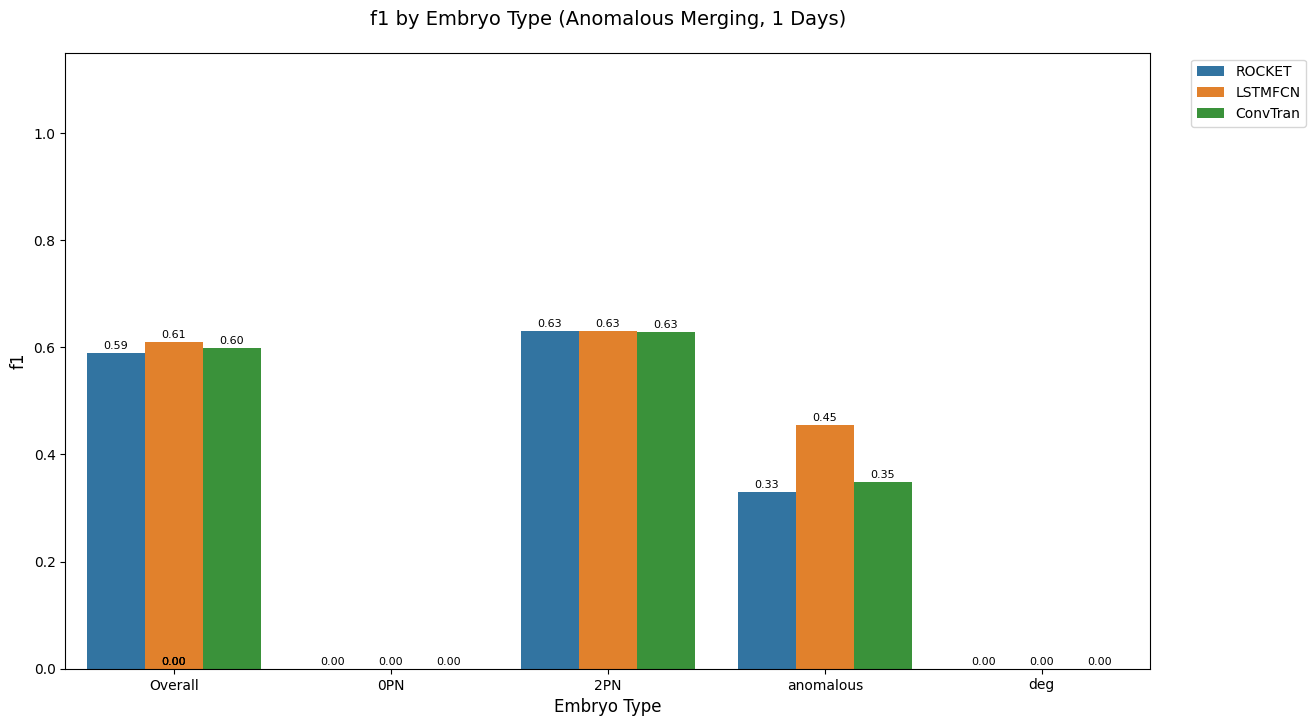 f1 by Embryo Type (Anomalous Merging, 1 Days)
ROCKET
LSTMFCN
ConvTran
f1
1.0
0.8
0.6
0.4
0.2
0.0
0.59
0.61
0.60
0.00
0.00
0.00
0.00
0.63
0.63
0.63
0.33
0.45
0.35
0.00
0.00
0.00
Overall
0PN
2PN
anomalous
deg
Embryo Type